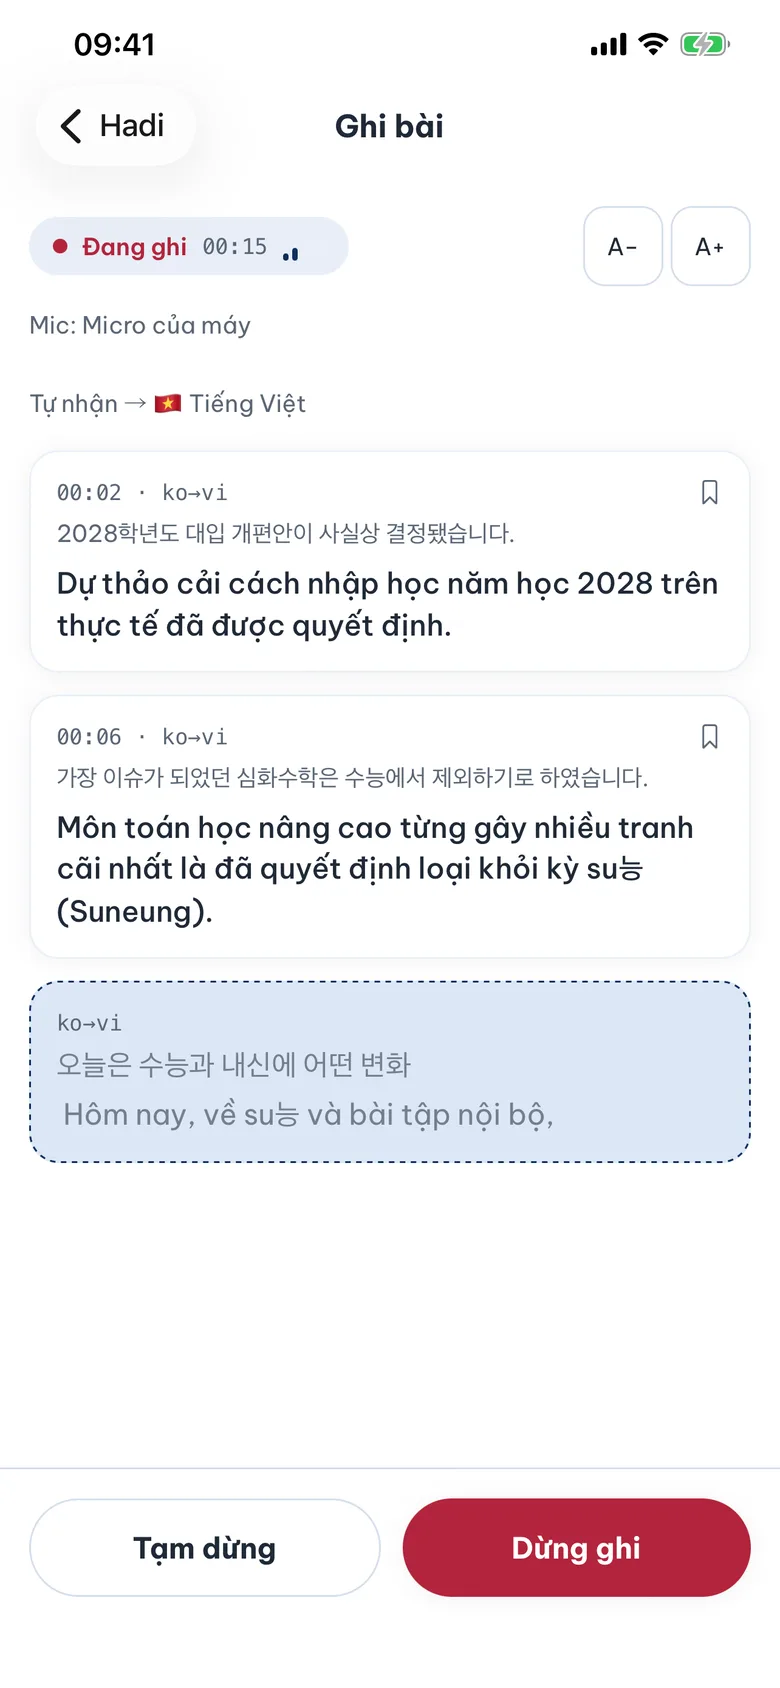 09:41
Hadi
Ghi bài
Đang ghi 00:15
A− A+
Mic: Micro của máy
Tự nhận → 🇻🇳 Tiếng Việt
00:02 · ko→vi
2028학년도 대입 개편안이 사실상 결정됐습니다.
Dự thảo cải cách nhập học năm học 2028 trên
thực tế đã được quyết định.
00:06 · ko→vi
가장 이슈가 되었던 심화수학은 수능에서 제외하기로 하였습니다.
Môn toán học nâng cao từng gây nhiều tranh
cãi nhất là đã quyết định loại khỏi kỳ su능
(Suneung).
ko→vi
오늘은 수능과 내신에 어떤 변화
Hôm nay, về su능 và bài tập nội bộ,
Tạm dừng
Dừng ghi